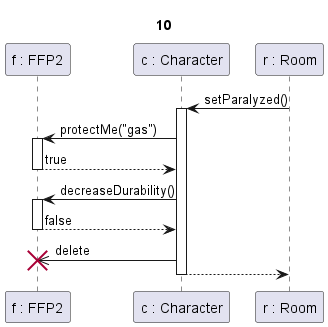 10
f : FFP2
c : Character
r : Room
setParalyzed()
protectMe("gas")
true
decreaseDurability()
false
delete
f : FFP2
c : Character
r : Room